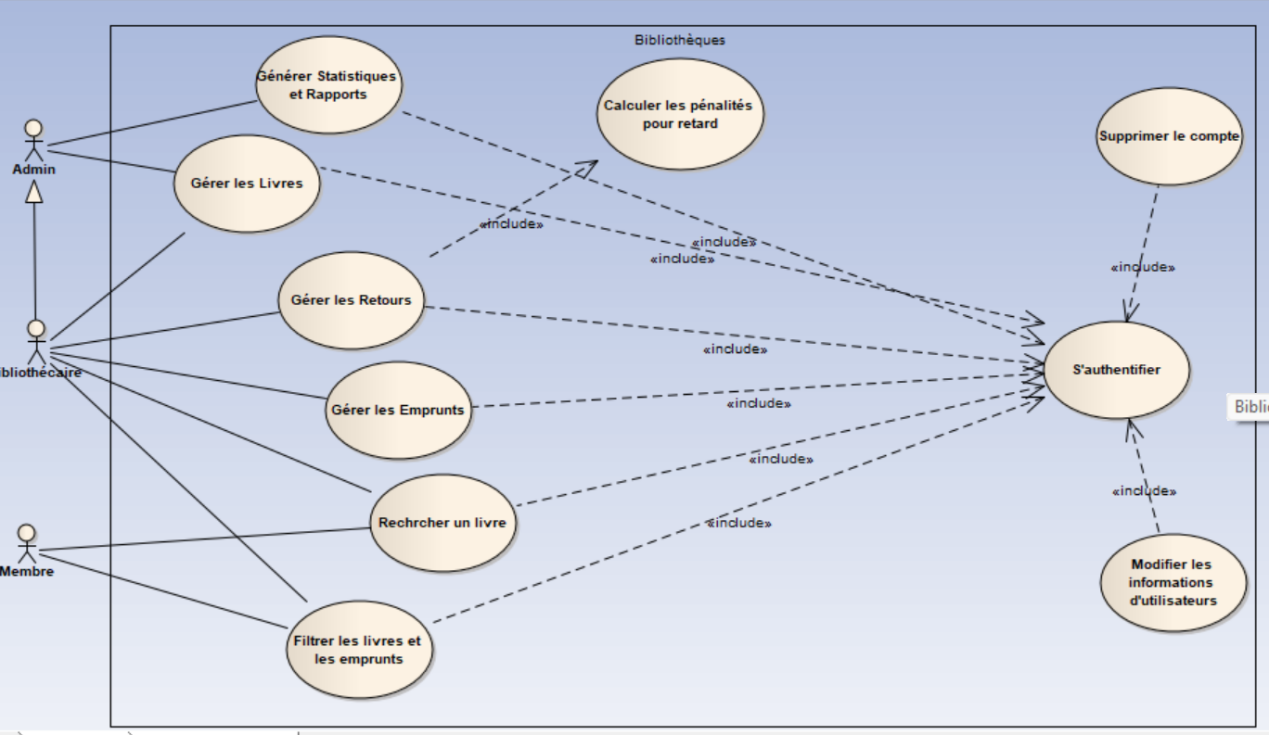 Bibliothèques
Générer Statistiques
et Rapports
Calculer les pénalités
pour retard
Supprimer le compte
Admin
Gérer les Livres
«include»
«include»
«include»
«include»
Gérer les Retours
«include»
S'authentifier
bliothécaire
Gérer les Emprunts
«include»
Bibli
«include»
«include»
Rechrcher un livre
«include»
Membre
Modifier les
informations
d'utilisateurs
Filtrer les livres et
les emprunts